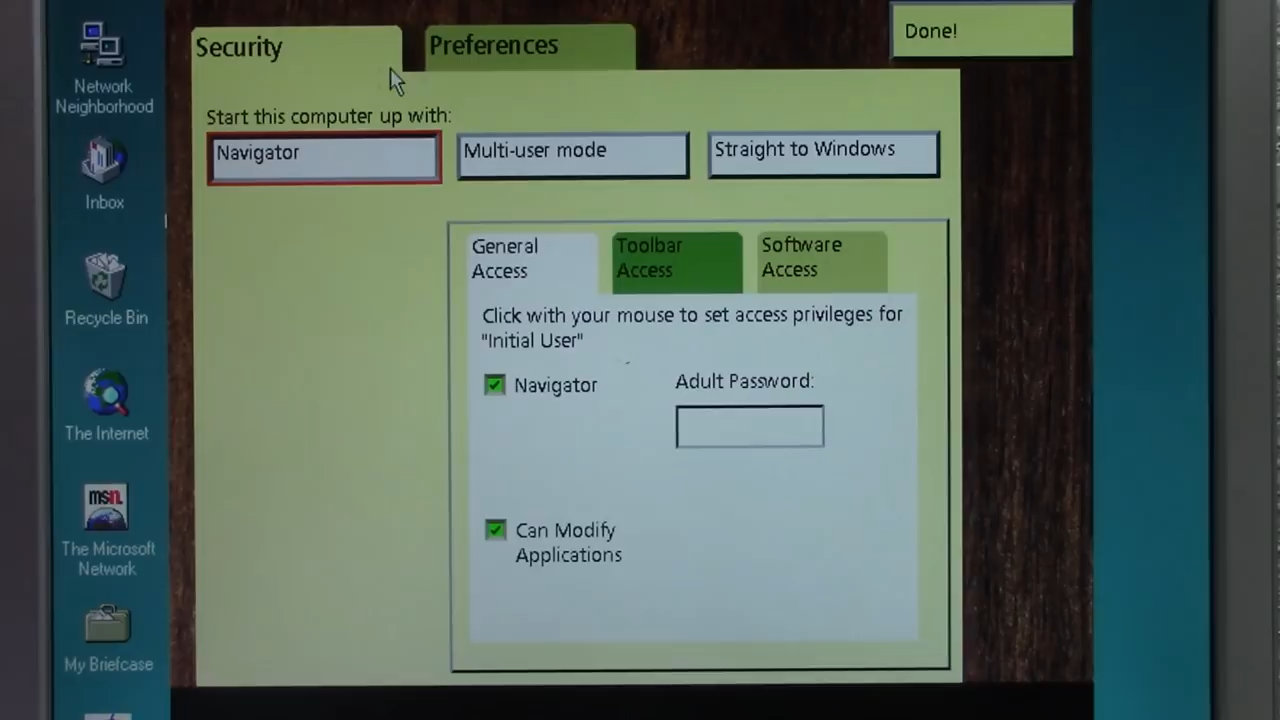 Network
Neighborhood
Inbox
Recycle Bin
The Internet
msn.
The Microsoft
Network
My Briefcase
Security
Preferences
Done!
Start this computer up with:
Navigator
Multi-user mode
Straight to Windows
General
Access
Toolbar
Access
Software
Access
Click with your mouse to set access privileges for
"Initial User"
Navigator
Adult Password:
Can Modify
Applications